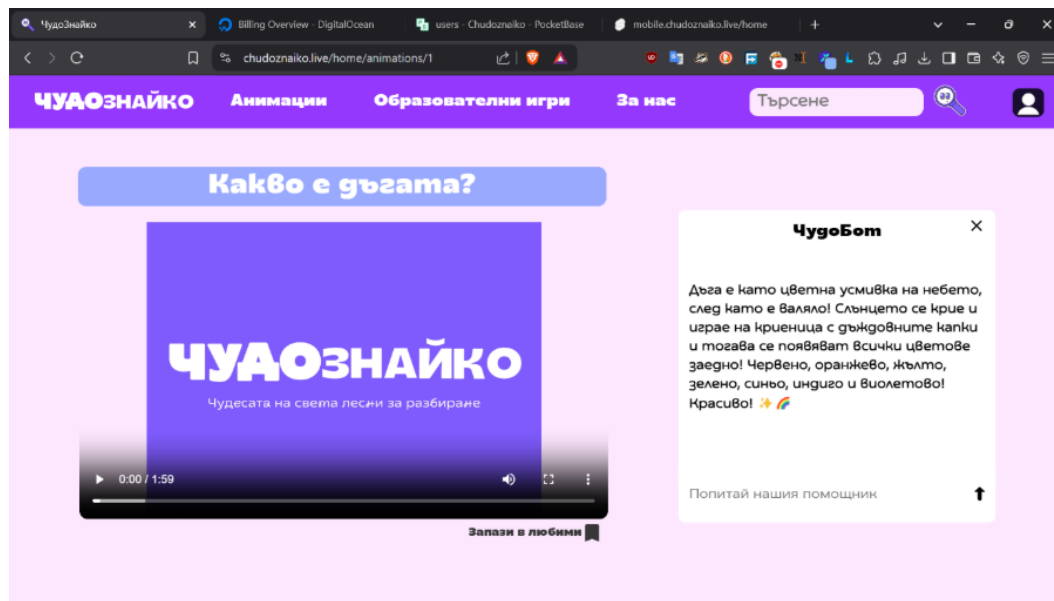 ЧудоЗнайко
Billing Overview - DigitalOcean
users - Chudoznaiko - PocketBase
mobile.chudoznaiko.live/home
chudoznaiko.live/home/animations/1
ЧУДОЗНАЙКО
Анимации
Образователни игри
За нас
Търсене
Какво е дъгата?
ЧУДОЗНАЙКО
Чудесата на света лесни за разбиране
0:00 / 1:59
Запази в любими
ЧудоБот
Дъга е като цветна усмивка на небето,
след като е валяло! Слънцето се крие и
играе на криеница с дъждовните капки
и тогава се появяват всички цветове
заедно! Червено, оранжево, жълто,
зелено, синьо, индиго и виолетово!
Красиво! ✨🌈
Попитай нашия помощник